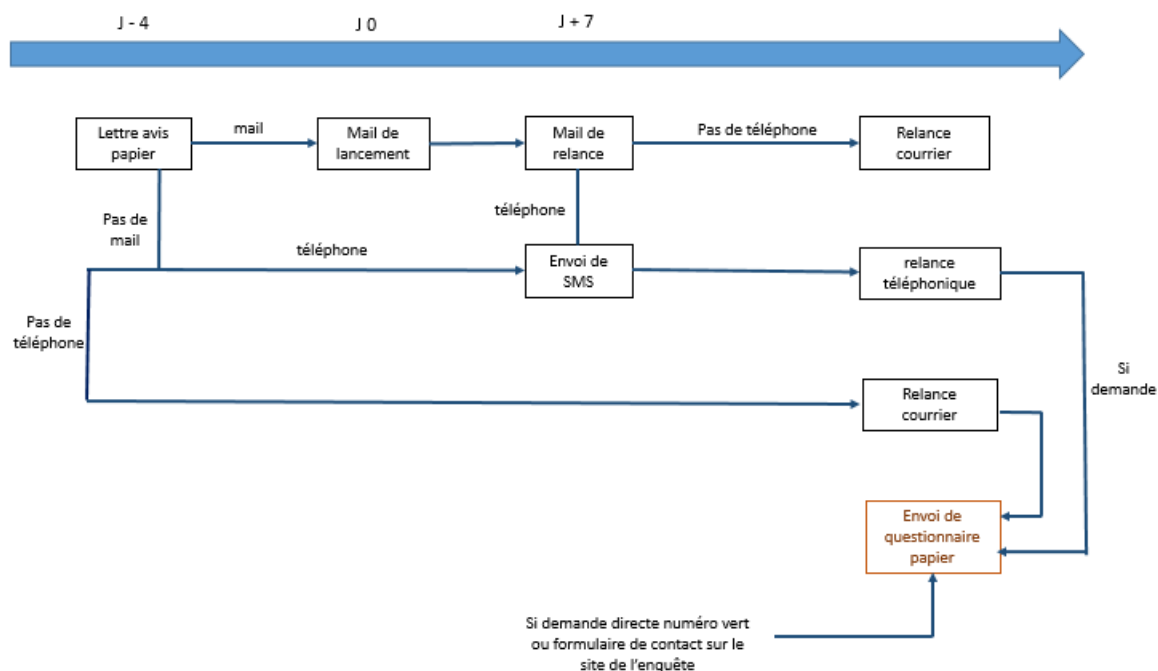 J - 4
J 0
J + 7
Lettre avis
papier
mail
Mail de
lancement
Mail de
relance
Pas de téléphone
Relance
courrier
Pas de
mail
téléphone
téléphone
Envoi de
SMS
relance
téléphonique
Pas de
téléphone
Si
demande
Relance
courrier
Envoi de
questionnaire
papier
Si demande directe numéro vert
ou formulaire de contact sur le
site de l'enquête